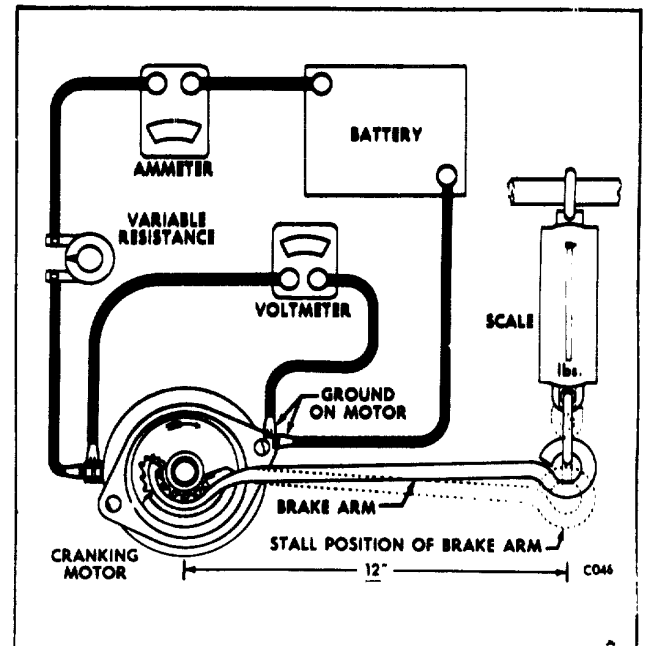 BATTERY
AMMETER
VARIABLE
RESISTANCE
VOLTMETER
SCALE
lbs.
GROUND
ON MOTOR
BRAKE ARM
STALL POSITION OF BRAKE ARM
CRANKING
MOTOR
12"
C046